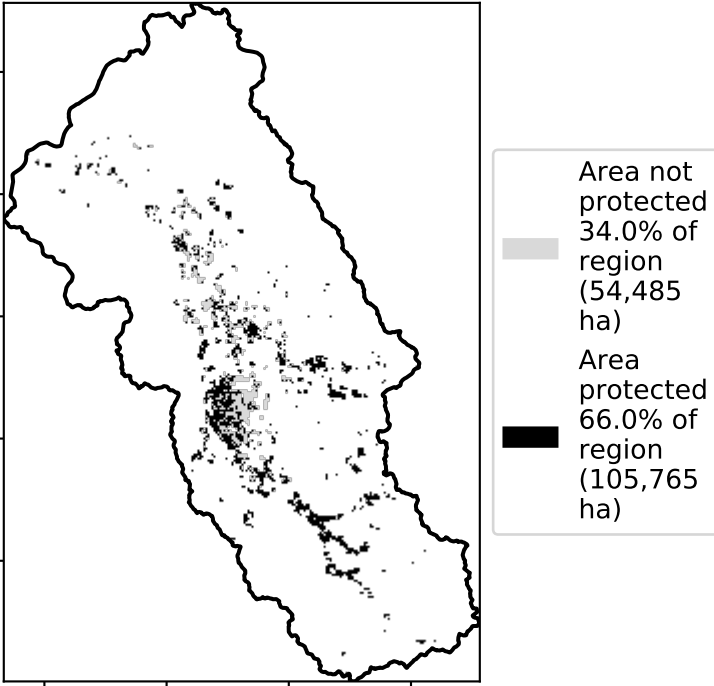 Area not
protected
34.0% of
region
(54,485
ha)
Area
protected
66.0% of
region
(105,765
ha)